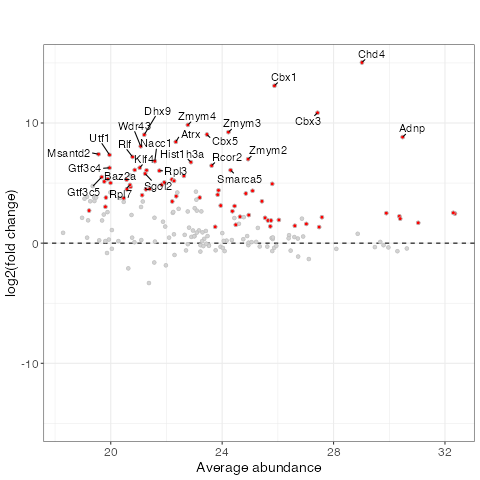 Chd4
Cbx1
Dhx9
Zmym4
Cbx3
Wdr43
Zmym3
Adnp
Utf1
Rif
Nacc1
Atrx
Cbx5
Msantd2
Klf4
Hist1h3a
Rcor2
Zmym2
Gtf3c4
Baz2a
Rpl3
Smarca5
Gtf3c5
Rpl7
Sgol2
10
0
-10
20
24
28
32
log2(fold change)
Average abundance